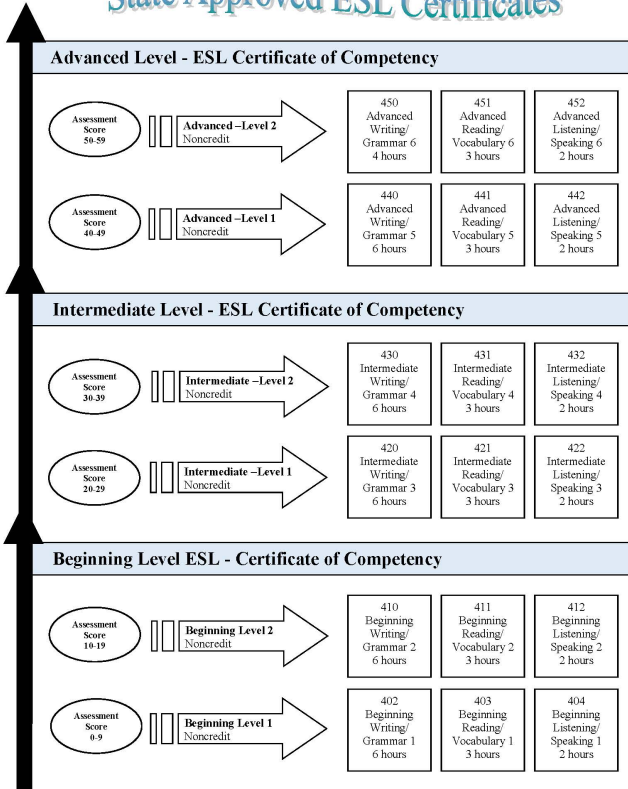 State Approved ESL Certificates
Advanced Level - ESL Certificate of Competency
Assessment
Score
50-59
Advanced –Level 2
Noncredit
450
Advanced
Writing/
Grammar 6
4 hours
451
Advanced
Reading/
Vocabulary 6
3 hours
452
Advanced
Listening/
Speaking 6
2 hours
Assessment
Score
40-49
Advanced –Level 1
Noncredit
440
Advanced
Writing/
Grammar 5
6 hours
441
Advanced
Reading/
Vocabulary 5
3 hours
442
Advanced
Listening/
Speaking 5
2 hours
Intermediate Level - ESL Certificate of Competency
Assessment
Score
30-39
Intermediate –Level 2
Noncredit
430
Intermediate
Writing/
Grammar 4
6 hours
431
Intermediate
Reading/
Vocabulary 4
3 hours
432
Intermediate
Listening/
Speaking 4
2 hours
Assessment
Score
20-29
Intermediate –Level 1
Noncredit
420
Intermediate
Writing/
Grammar 3
6 hours
421
Intermediate
Reading/
Vocabulary 3
3 hours
422
Intermediate
Listening/
Speaking 3
2 hours
Beginning Level ESL - Certificate of Competency
Assessment
Score
10-19
Beginning Level 2
Noncredit
410
Beginning
Writing/
Grammar 2
6 hours
411
Beginning
Reading/
Vocabulary 2
3 hours
412
Beginning
Listening/
Speaking 2
2 hours
Assessment
Score
0-9
Beginning Level 1
Noncredit
402
Beginning
Writing/
Grammar 1
6 hours
403
Beginning
Reading/
Vocabulary 1
3 hours
404
Beginning
Listening/
Speaking 1
2 hours